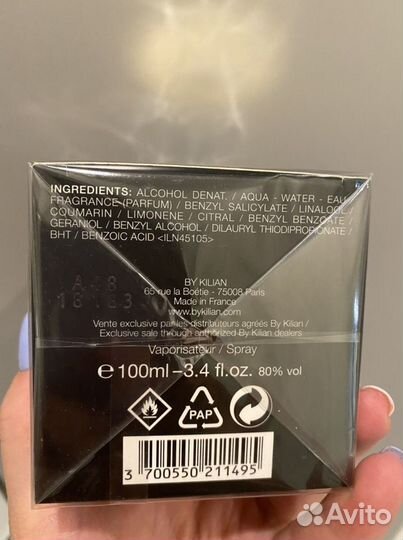 INGREDIENTS: ALCOHOL DENAT. / AQUA - WATER - EAU
FRAGRANCE (PARFUM) / BENZYL SALICYLATE / LINALOOL /
COUMARIN / LIMONENE / CITRAL / BENZYL BENZOATE /
GERANIOL / BENZYL ALCOHOL / DILAURYL THIODIPROPIONATE /
BHT / BENZOIC ACID <ILN45105>
BY KILIAN
65 rue la Boétie - 75008 Paris
Made in France
www.bykilian.com
Vente exclusive par les distributeurs agréés By Kilian /
Exclusive sale through authorized By Kilian dealers
Vaporisateur / Spray
e 100ml-3.4 fl.oz. 80% vol
PAP
3 700550 211495
Avito